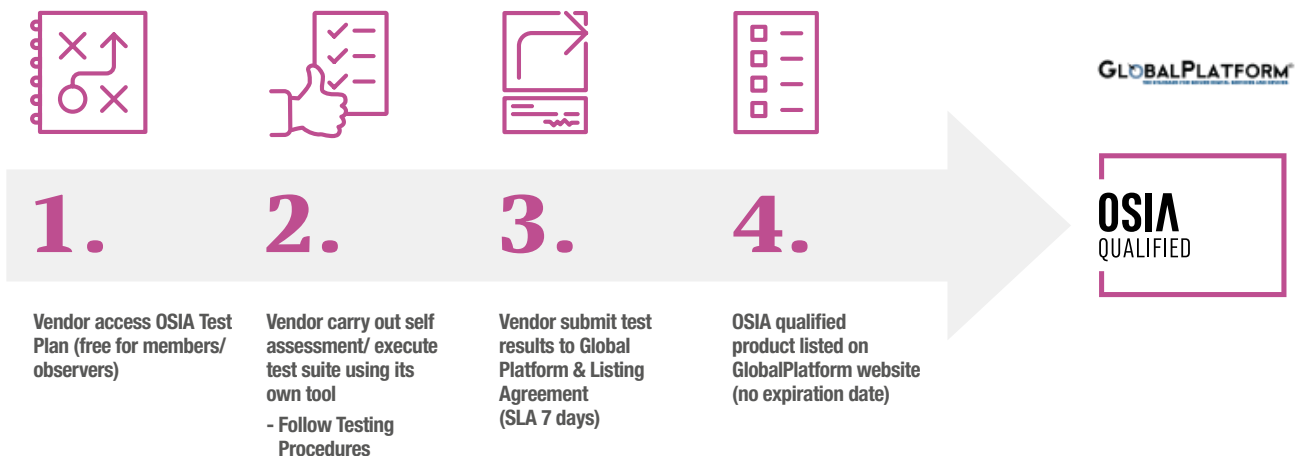 GLOBALPLATFORM®
1.
2.
3.
4.
OSIA
QUALIFIED
Vendor access OSIA Test
Plan (free for members/
observers)
Vendor carry out self
assessment/ execute
test suite using its
own tool
- Follow Testing
Procedures
Vendor submit test
results to Global
Platform & Listing
Agreement
(SLA 7 days)
OSIA qualified
product listed on
GlobalPlatform website
(no expiration date)